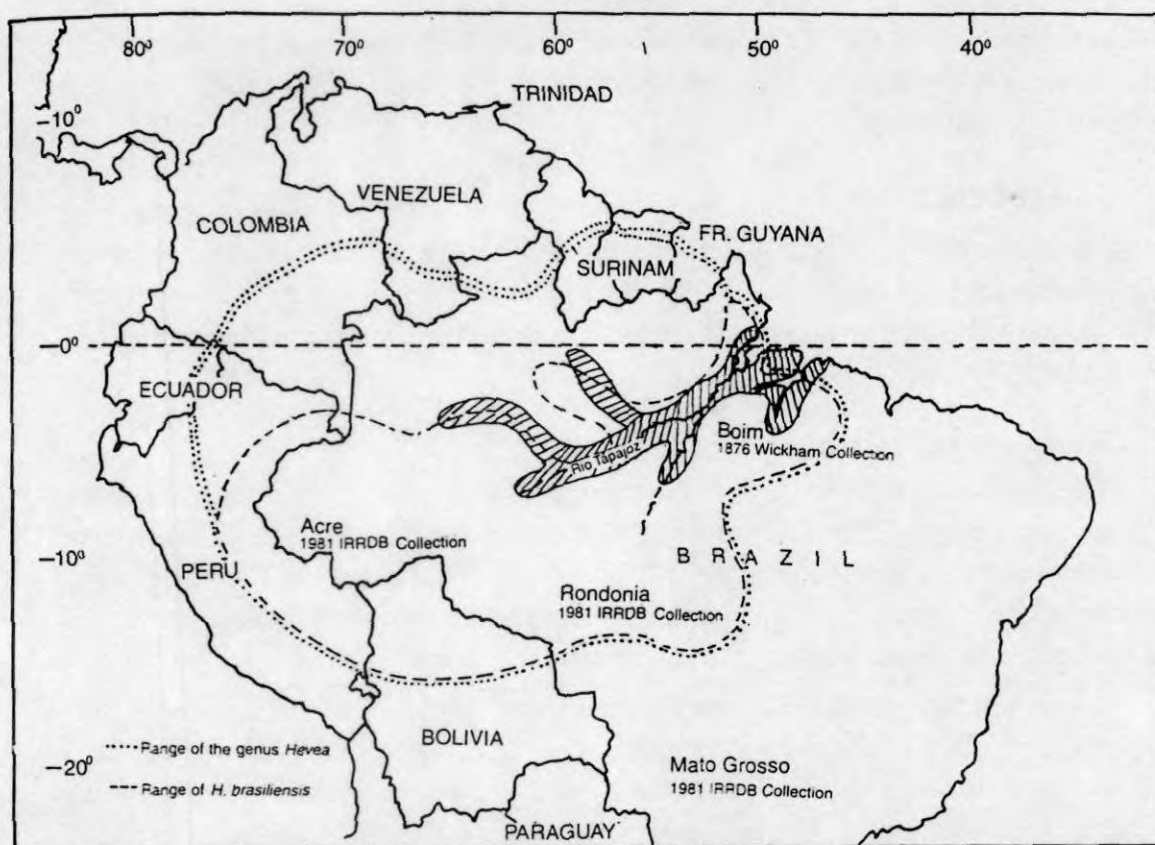 80° 70° 60° 50° 40°
TRINIDAD
−10°
VENEZUELA
COLOMBIA
FR. GUYANA
SURINAM
−0°
ECUADOR
Boim
1876 Wickham Collection
Rio Tapajoz
Acre
1981 IRRDB Collection
BRAZIL
PERU
Rondonia
1981 IRRDB Collection
BOLIVIA
Range of the genus Hevea
Mato Grosso
1981 IRRDB Collection
−20°
Range of H. brasiliensis
PARAGUAY
−10°